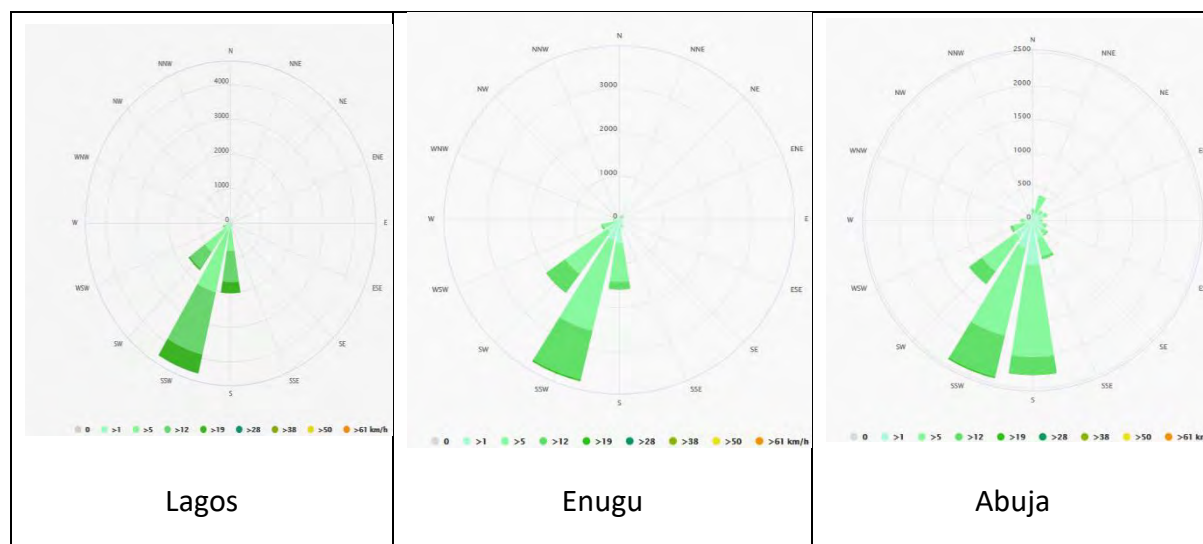 N
NNW NNE
NW NE
WNW ENE
W E
WSW ESE
SW SE
SSW SSE
S
4000
3000
2000
1000
0
0 >1 >5 >12 >19 >28 >38 >50 >61 km/h
Lagos
N
NNW NNE
NW NE
WNW ENE
W E
WSW ESE
SW SE
SSW SSE
S
3000
2000
1000
0
0 >1 >5 >12 >19 >28 >38 >50 >61 km/h
Enugu
N
NNW NNE
NW NE
WNW E
W E
WSW ES
SW SE
SSW SSE
S
2500
2000
1500
1000
500
0
0 >1 >5 >12 >19 >28 >38 >50 >61 km
Abuja